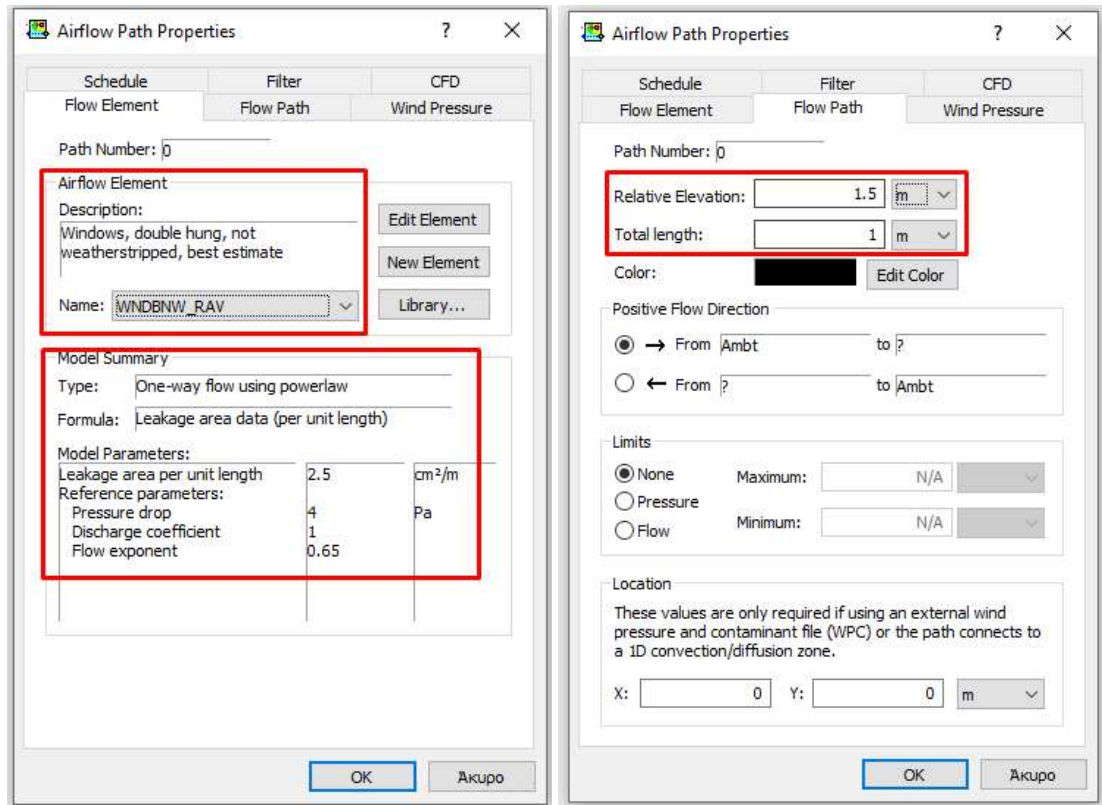 Airflow Path Properties ? ×
Schedule Filter CFD
Flow Element Flow Path Wind Pressure
Path Number: 0
Airflow Element
Description:
Windows, double hung, not
weatherstripped, best estimate
Edit Element
New Element
Name: WNDBNW_RAV Library...
Model Summary
Type: One-way flow using powerlaw
Formula: Leakage area data (per unit length)
Model Parameters:
Leakage area per unit length 2.5 cm²/m
Reference parameters:
Pressure drop 4 Pa
Discharge coefficient 1
Flow exponent 0.65
OK Άκυρο
Airflow Path Properties ? ×
Schedule Filter CFD
Flow Element Flow Path Wind Pressure
Path Number: 0
Relative Elevation: 1.5 m
Total length: 1 m
Color: Edit Color
Positive Flow Direction
→ From Ambt to ?
← From ? to Ambt
Limits
None Maximum: N/A
Pressure
Flow Minimum: N/A
Location
These values are only required if using an external wind
pressure and contaminant file (WPC) or the path connects to
a 1D convection/diffusion zone.
X: 0 Y: 0 m
OK Άκυρο